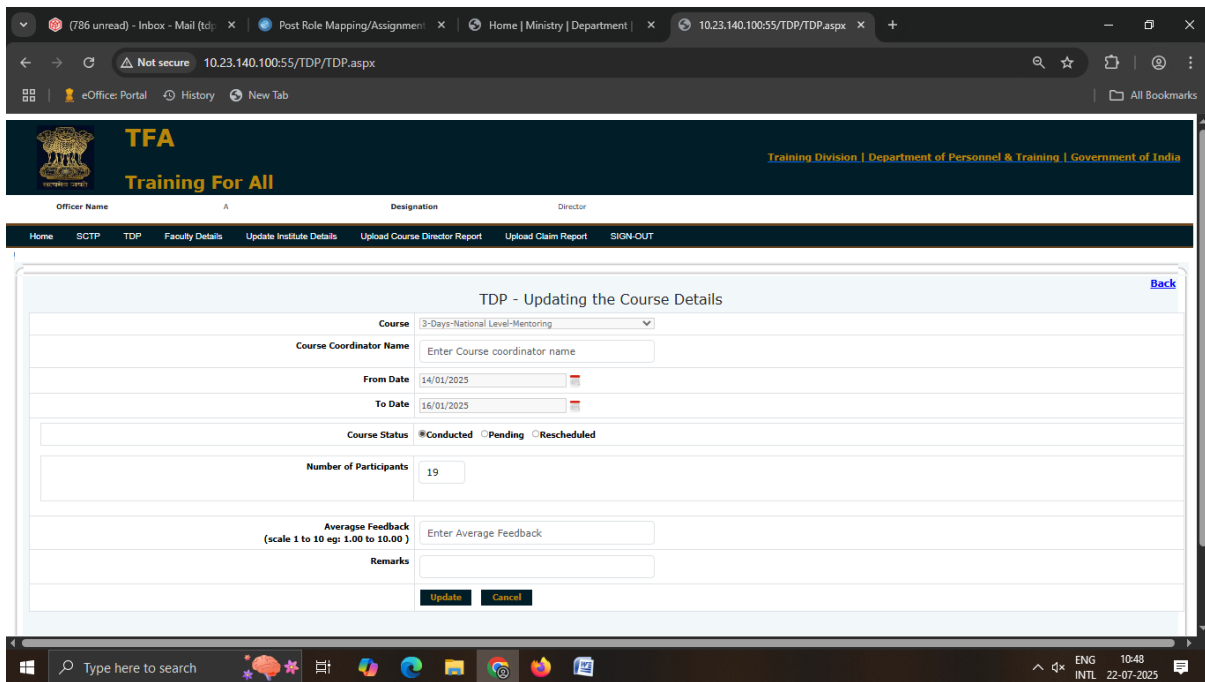 (786 unread) - Inbox - Mail (tdp
Post Role Mapping/Assignment
Home | Ministry | Department |
10.23.140.100:55/TDP/TDP.aspx
Not secure 10.23.140.100:55/TDP/TDP.aspx
eOffice: Portal History New Tab All Bookmarks
सत्यमेव जयते
TFA
Training For All
Training Division | Department of Personnel & Training | Government of India
Officer Name A Designation Director
Home SCTP TDP Faculty Details Update Institute Details Upload Course Director Report Upload Claim Report SIGN-OUT
Back
TDP - Updating the Course Details
Course 3-Days-National Level-Mentoring
Course Coordinator Name Enter Course coordinator name
From Date 14/01/2025
To Date 16/01/2025
Course Status Conducted Pending Rescheduled
Number of Participants 19
Averagse Feedback
(scale 1 to 10 eg: 1.00 to 10.00 ) Enter Average Feedback
Remarks
Update Cancel
Type here to search
ENG 10:48
INTL 22-07-2025